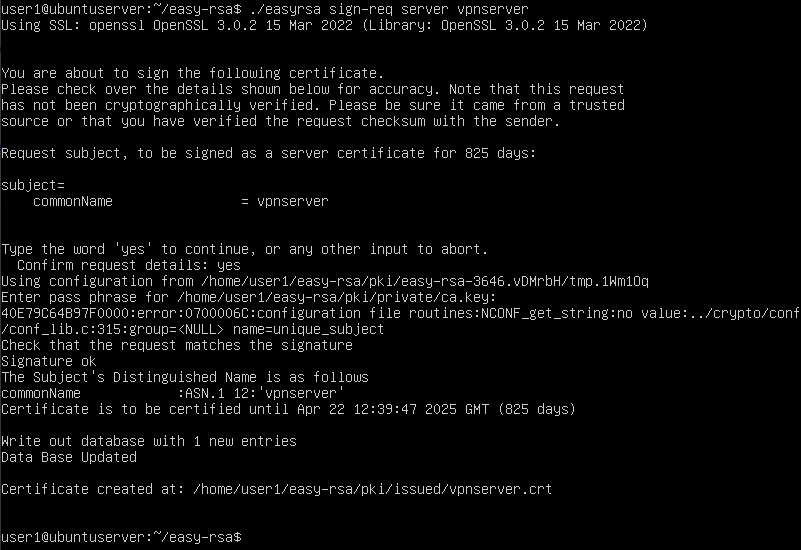 user1@ubuntuserver:~/easy-rsa$ ./easyrsa sign-req server vpnserver
Using SSL: openssl OpenSSL 3.0.2 15 Mar 2022 (Library: OpenSSL 3.0.2 15 Mar 2022)
You are about to sign the following certificate.
Please check over the details shown below for accuracy. Note that this request
has not been cryptographically verified. Please be sure it came from a trusted
source or that you have verified the request checksum with the sender.
Request subject, to be signed as a server certificate for 825 days:
subject=
    commonName                = vpnserver
Type the word 'yes' to continue, or any other input to abort.
  Confirm request details: yes
Using configuration from /home/user1/easy-rsa/pki/easy-rsa-3646.vDMrbH/tmp.1Wm1Oq
Enter pass phrase for /home/user1/easy-rsa/pki/private/ca.key:
40E79C64B97F0000:error:0700006C:configuration file routines:NCONF_get_string:no value:../crypto/conf
/conf_lib.c:315:group=<NULL> name=unique_subject
Check that the request matches the signature
Signature ok
The Subject's Distinguished Name is as follows
commonName            :ASN.1 12:'vpnserver'
Certificate is to be certified until Apr 22 12:39:47 2025 GMT (825 days)
Write out database with 1 new entries
Data Base Updated
Certificate created at: /home/user1/easy-rsa/pki/issued/vpnserver.crt
user1@ubuntuserver:~/easy-rsa$